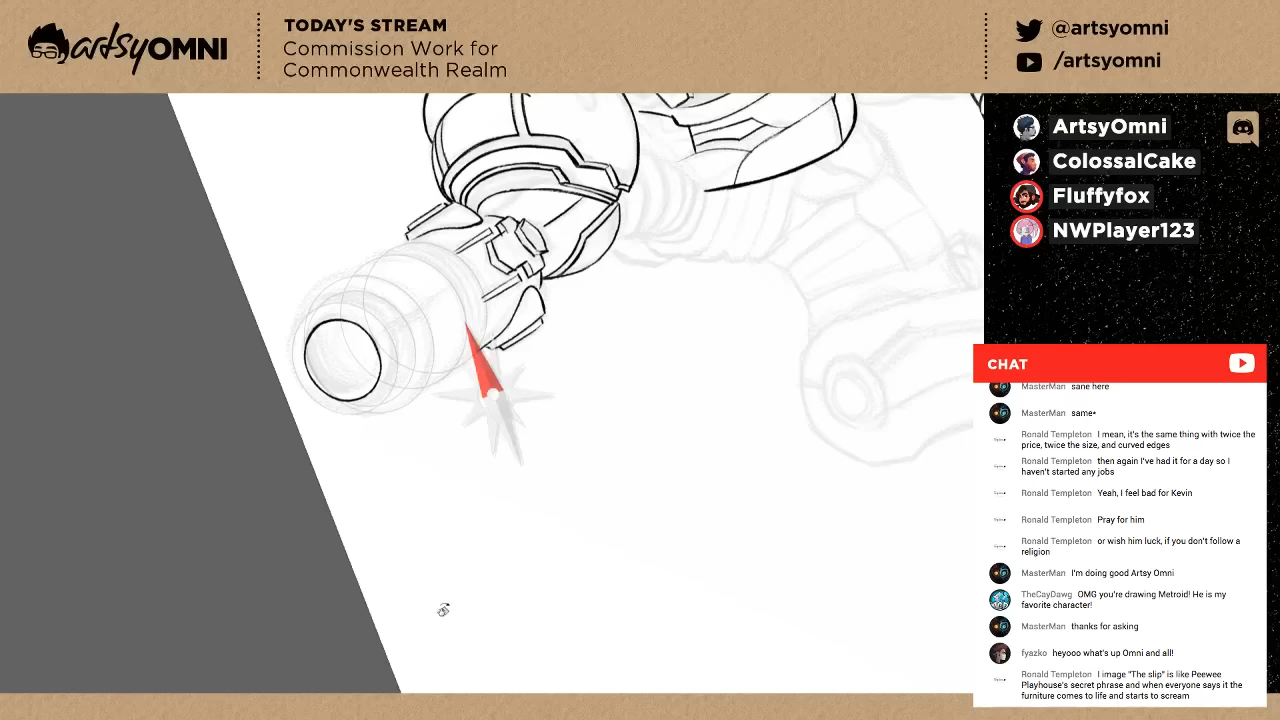 artsyOMNI
TODAY'S STREAM
Commission Work for
Commonwealth Realm
@artsyomni
/artsyomni
ArtsyOmni
ColossalCake
Fluffyfox
NWPlayer123
CHAT
MasterMan sane here
MasterMan same*
Ronald Templeton I mean, it's the same thing with twice the
price, twice the size, and curved edges
Ronald Templeton then again I've had it for a day so I
haven't started any jobs
Ronald Templeton Yeah, I feel bad for Kevin
Ronald Templeton Pray for him
Ronald Templeton or wish him luck, if you don't follow a
religion
MasterMan I'm doing good Artsy Omni
TheCayDawg OMG you're drawing Metroid! He is my
favorite character!
MasterMan thanks for asking
fyazko heyooo what's up Omni and all!
Ronald Templeton I image "The slip" is like Peewee
Playhouse's secret phrase and when everyone says it the
furniture comes to life and starts to scream